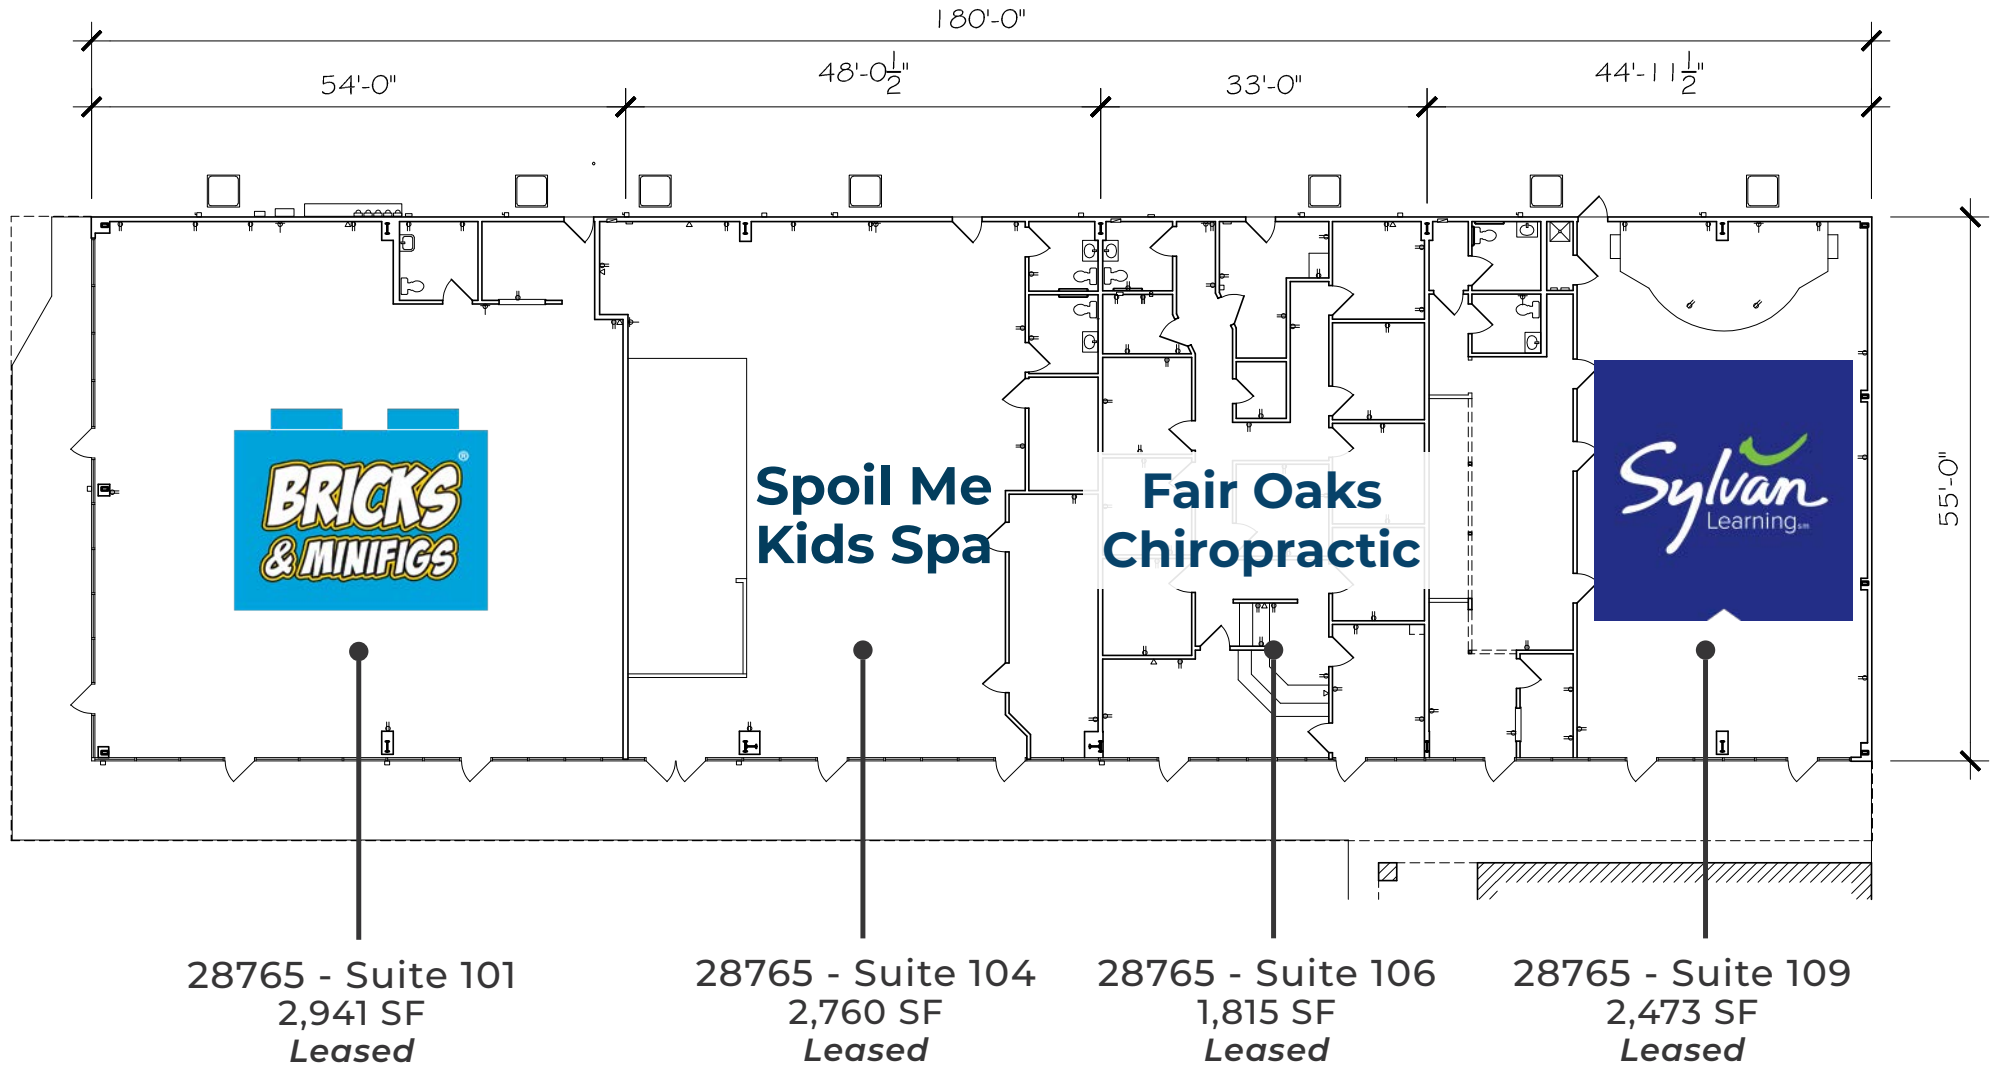 180'-0"
54'-0"
48'-0½"
33'-0"
44'-11½"
55'-0"
BRICKS®
& MINIFIGS
Spoil Me
Kids Spa
Fair Oaks
Chiropractic
Sylvan
Learning℠
28765 - Suite 101
2,941 SF
Leased
28765 - Suite 104
2,760 SF
Leased
28765 - Suite 106
1,815 SF
Leased
28765 - Suite 109
2,473 SF
Leased